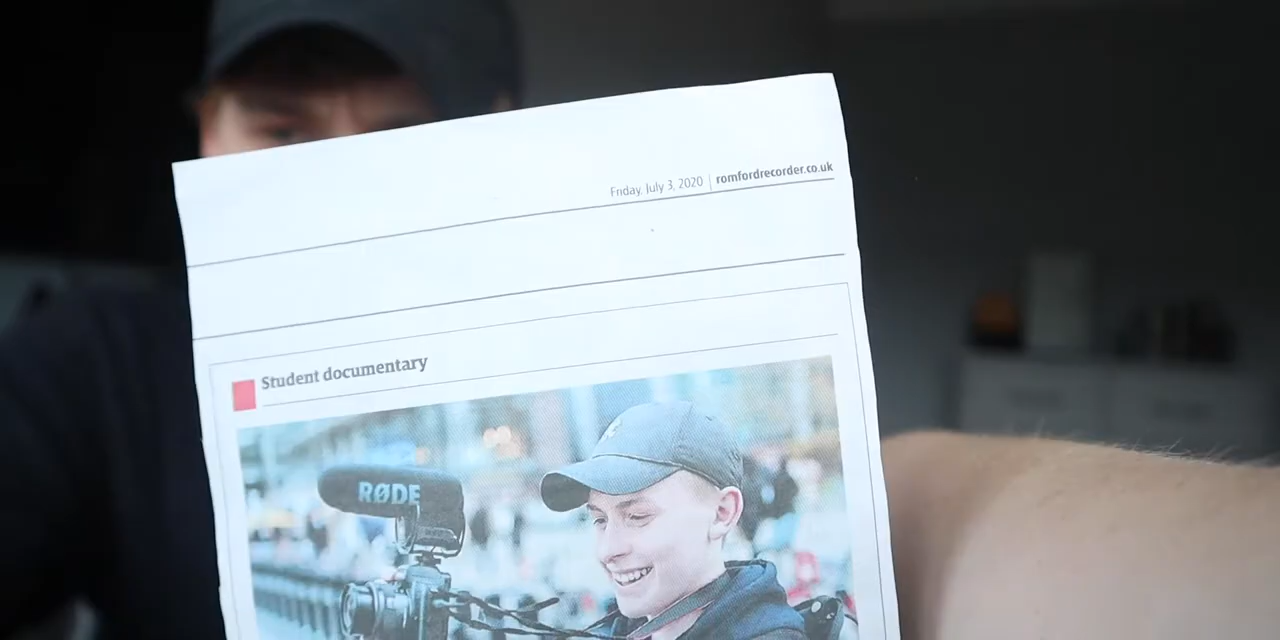 Friday, July 3, 2020 | romfordrecorder.co.uk
Student documentary
RØDE